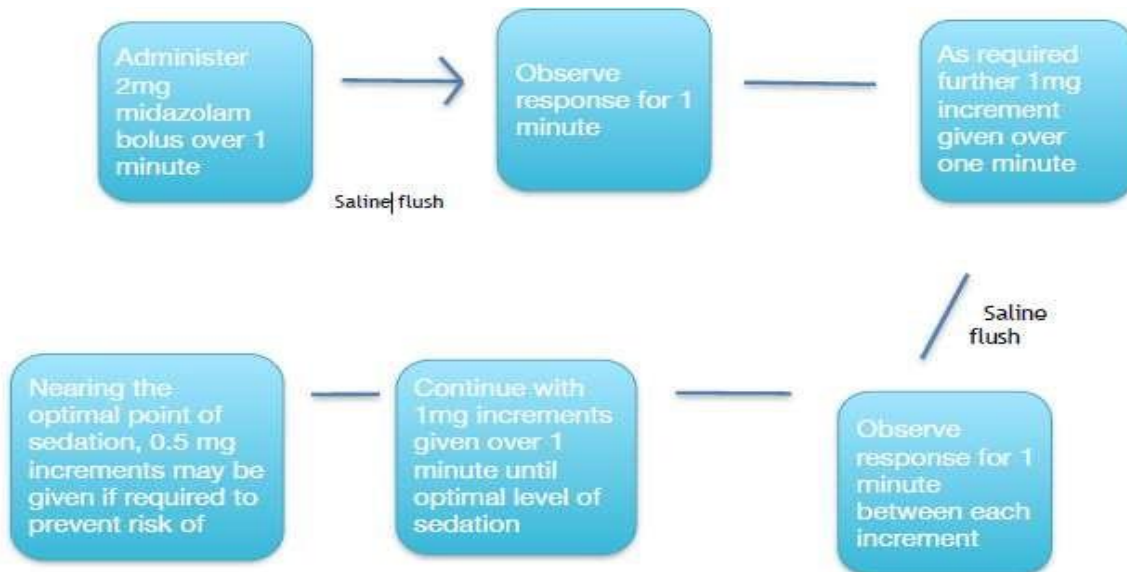 Administer
2mg
midazolam
bolus over 1
minute
Saline flush
Observe
response for 1
minute
As required
further 1mg
increment
given over
one minute
Saline
flush
Observe
response for 1
minute
between each
increment
Continue with
1mg increments
given over 1
minute until
optimal level of
sedation
Nearing the
optimal point of
sedation, 0.5 mg
increments may be
given if required to
prevent risk of